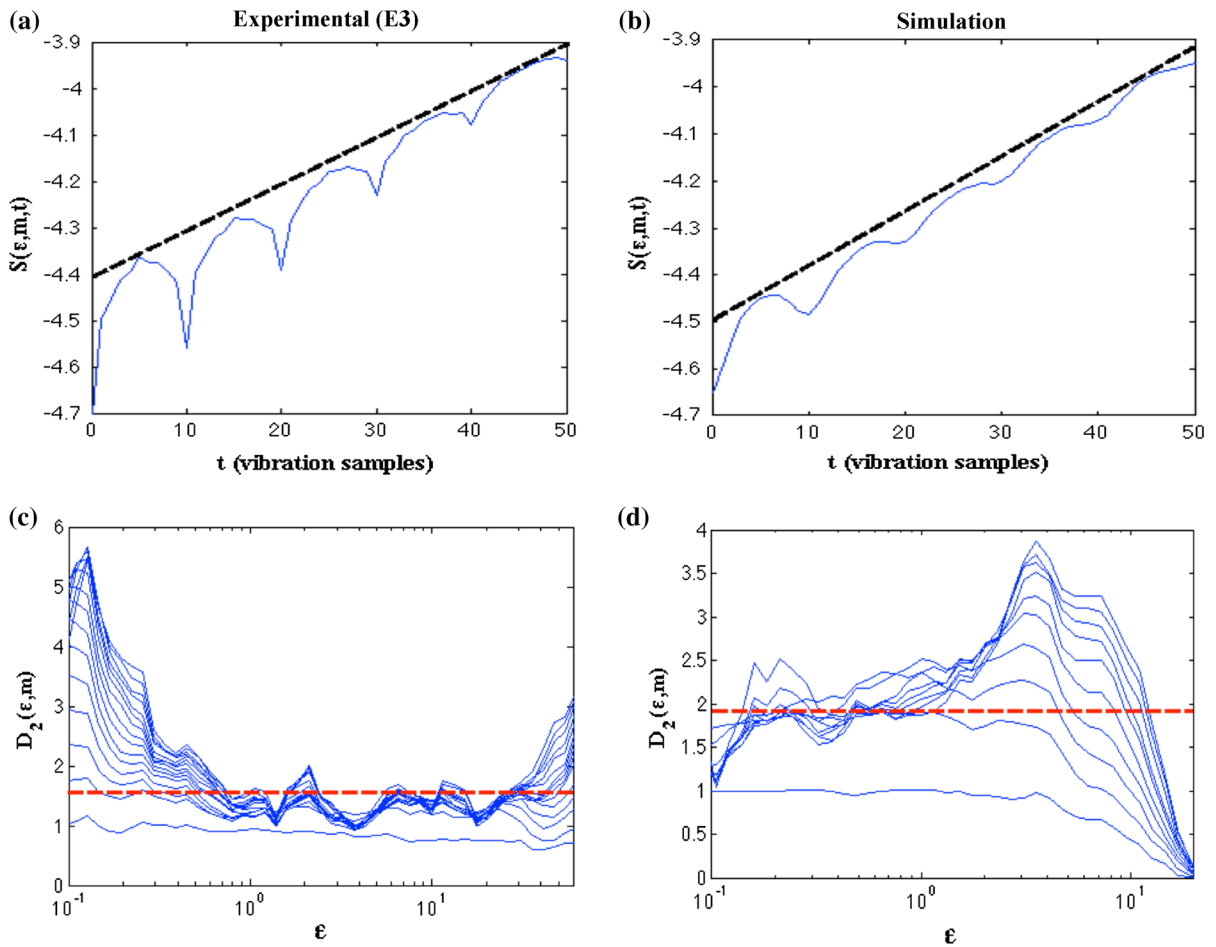 (a) Experimental (E3)
S(ε,m,t)
-3.9
-4
-4.1
-4.2
-4.3
-4.4
-4.5
-4.6
-4.7
0 10 20 30 40 50
t (vibration samples)
(b) Simulation
S(ε,m,t)
-3.9
-4
-4.1
-4.2
-4.3
-4.4
-4.5
-4.6
-4.7
0 10 20 30 40 50
t (vibration samples)
(c)
D₂(ε,m)
6
5
4
3
2
1
0
10⁻¹ 10⁰ 10¹
ε
(d)
D₂(ε,m)
4
3.5
3
2.5
2
1.5
1
0.5
0
10⁻¹ 10⁰ 10¹
ε